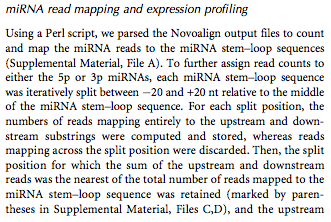 miRNA read mapping and expression profiling
Using a Perl script, we parsed the Novoalign output files to count
and map the miRNA reads to the miRNA stem–loop sequences
(Supplemental Material, File A). To further assign read counts to
either the 5p or 3p miRNAs, each miRNA stem–loop sequence
was iteratively split between −20 and +20 nt relative to the middle
of the miRNA stem–loop sequence. For each split position, the
numbers of reads mapping entirely to the upstream and down-
stream substrings were computed and stored, whereas reads
mapping across the split position were discarded. Then, the split
position for which the sum of the upstream and downstream
reads was the nearest of the total number of reads mapped to the
miRNA stem–loop sequence was retained (marked by paren-
theses in Supplemental Material, Files C,D), and the upstream